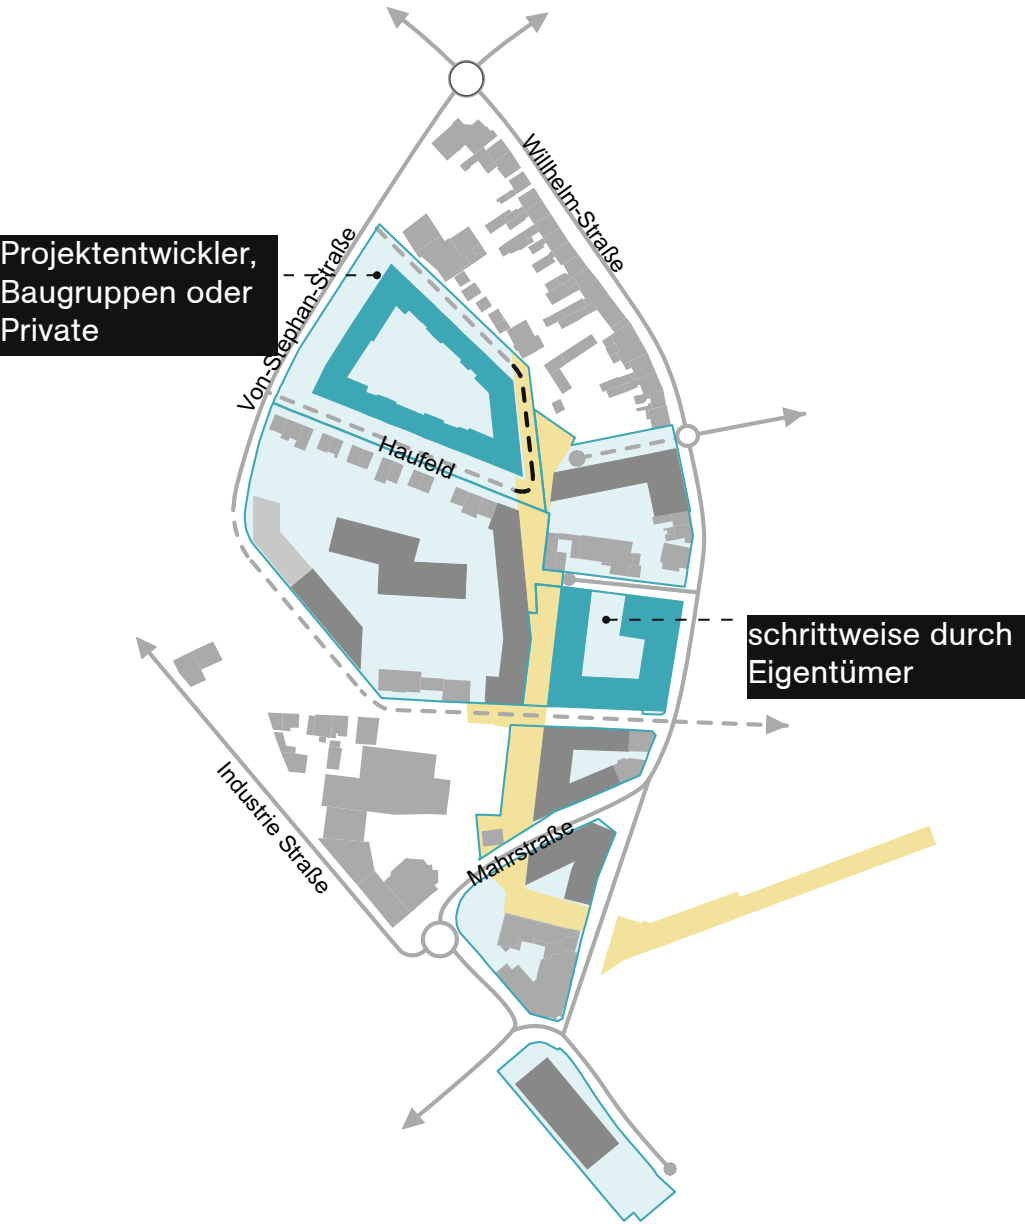 Willhelm-Straße
Von-Stephan-Straße
Projektentwickler,
Baugruppen oder
Private
Haufeld
schrittweise durch
Eigentümer
Industrie Straße
Mahrstraße